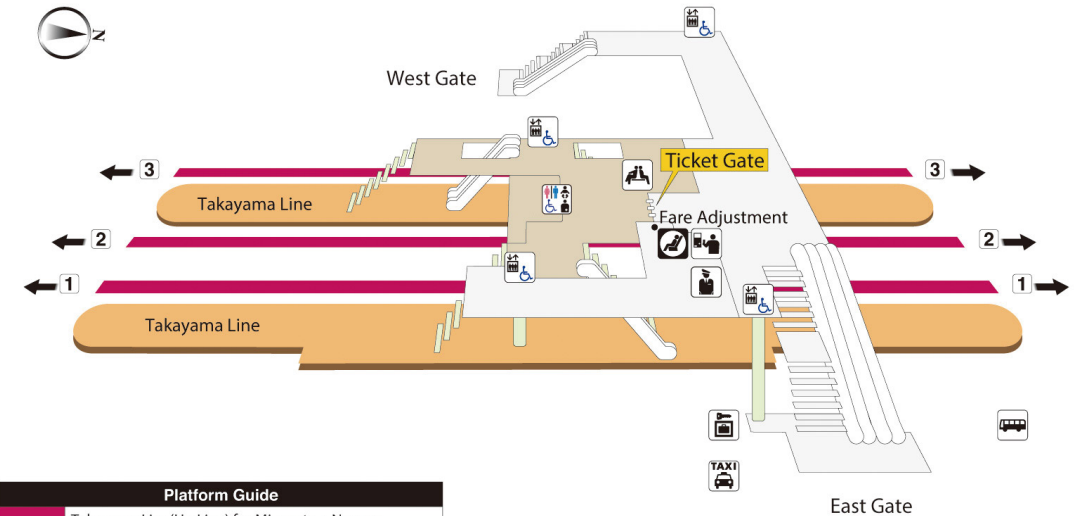 N
West Gate
Ticket Gate
3
3
Takayama Line
Fare Adjustment
2
2
1
1
Takayama Line
TAXI
East Gate
Platform Guide